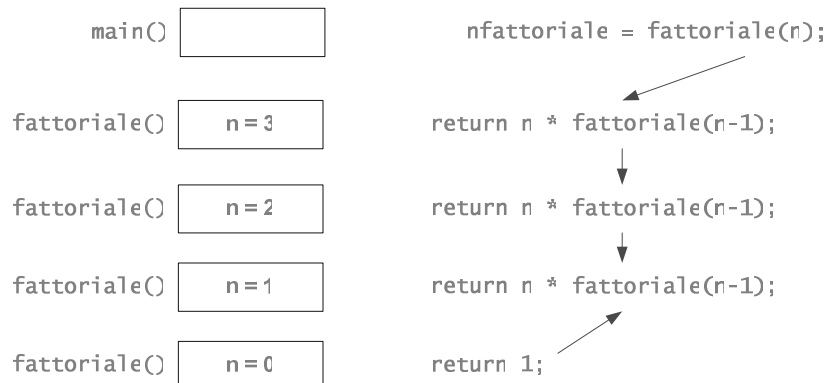 main() nfattoriale = fattoriale(n);
fattoriale() n = 3 return n * fattoriale(n-1);
fattoriale() n = 2 return n * fattoriale(n-1);
fattoriale() n = 1 return n * fattoriale(n-1);
fattoriale() n = 0 return 1;